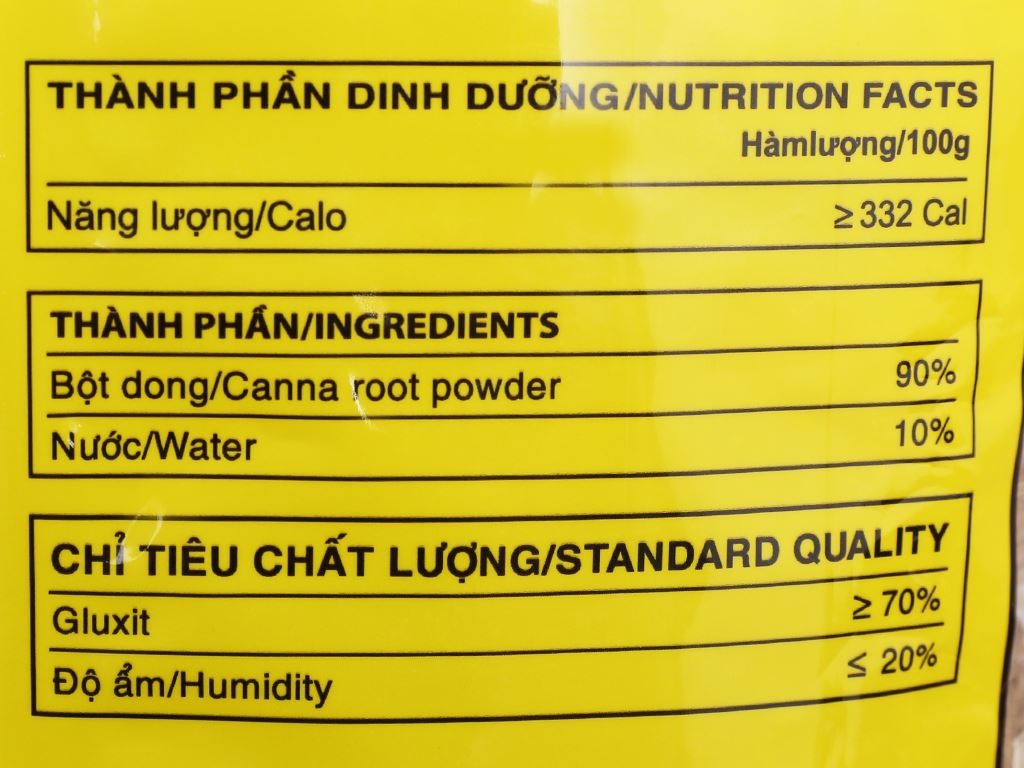 THÀNH PHẦN DINH DƯỠNG/NUTRITION FACTS
Hàmlượng/100g
Năng lượng/Calo ≥ 332 Cal
THÀNH PHẦN/INGREDIENTS
Bột dong/Canna root powder 90%
Nước/Water 10%
CHỈ TIÊU CHẤT LƯỢNG/STANDARD QUALITY
Gluxit ≥ 70%
Độ ẩm/Humidity ≤ 20%